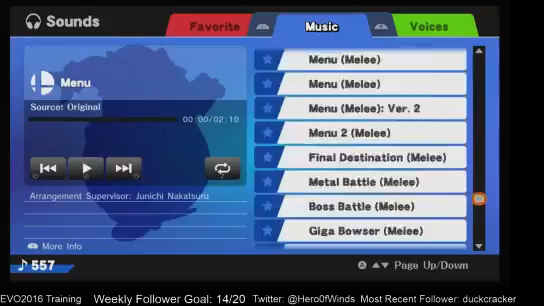 Sounds
Favorite
Music
Voices
Menu
Source: Original
00:00/02:10
Arrangement Supervisor: Junichi Nakatsuru
More Info
557
Menu (Melee)
Menu (Melee)
Menu (Melee): Ver. 2
Menu 2 (Melee)
Final Destination (Melee)
Metal Battle (Melee)
Boss Battle (Melee)
Giga Bowser (Melee)
Page Up/Down
EVO2016 Training Weekly Follower Goal: 14/20 Twitter: @Hero0fWinds Most Recent Follower: duckcracker